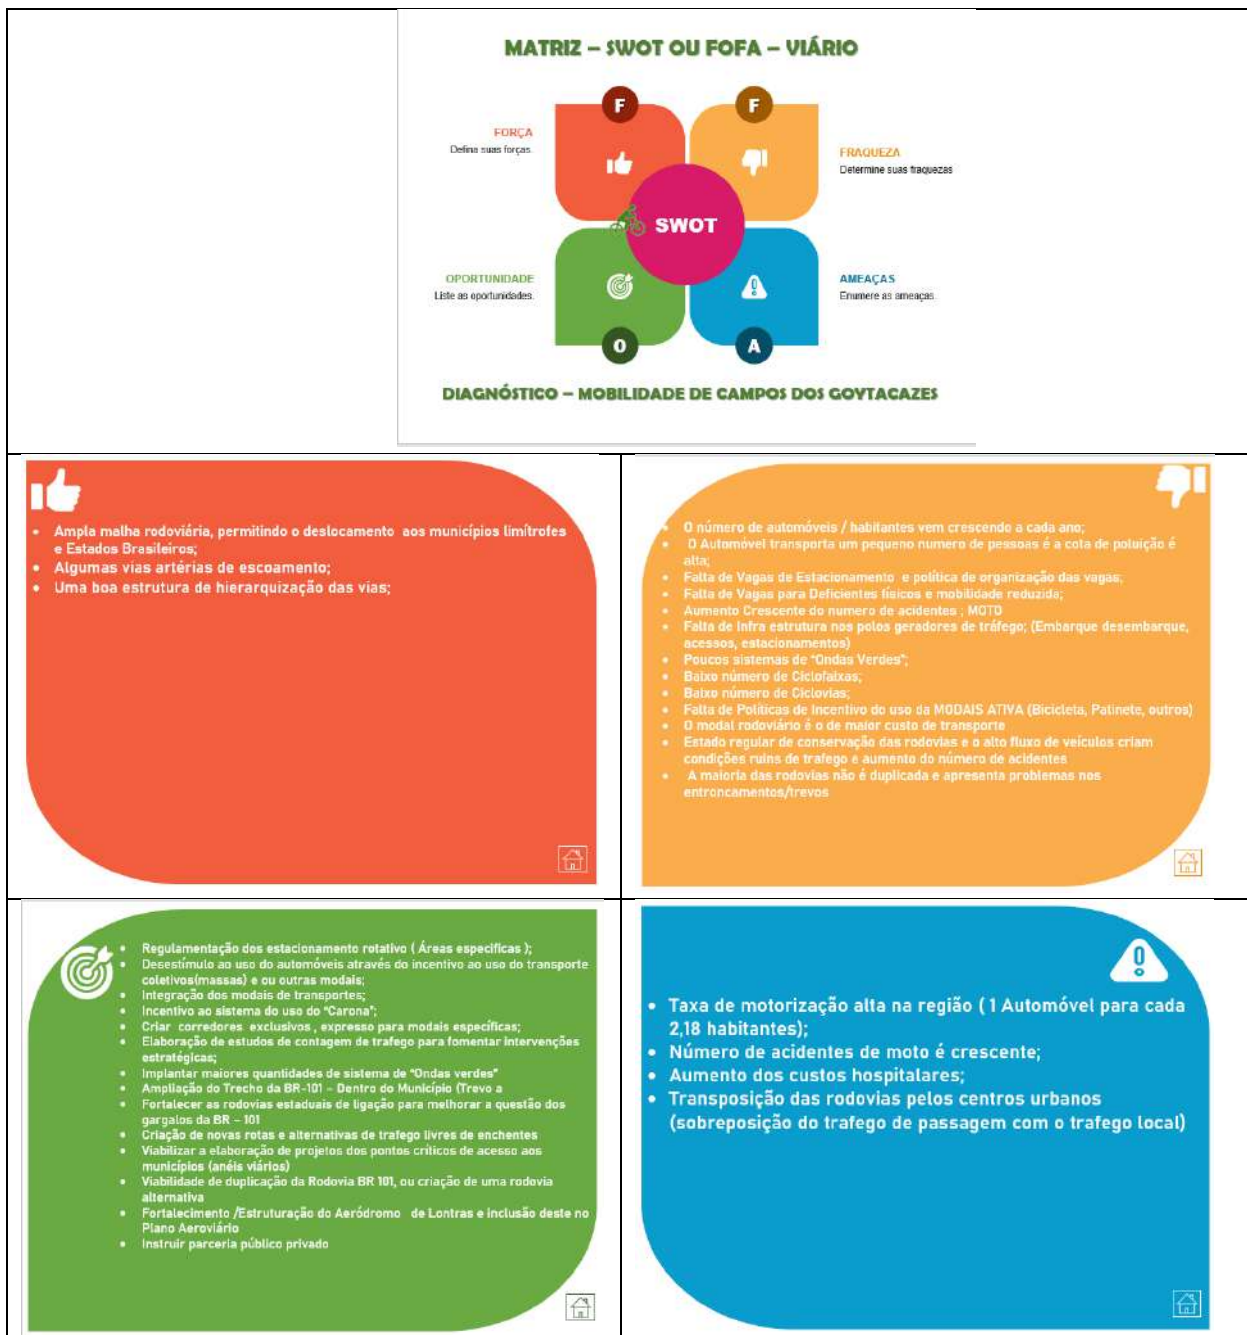 MATRIZ – SWOT OU FOFA – VIÁRIO
F
F
FORÇA
Defina suas forças.
FRAQUEZA
Determine suas fraquezas
SWOT
OPORTUNIDADE
Liste as oportunidades.
AMEAÇAS
Enumere as ameaças.
O
A
DIAGNÓSTICO – MOBILIDADE DE CAMPOS DOS GOYTACAZES
• Ampla malha rodoviária, permitindo o deslocamento aos municípios limítrofes
e Estados Brasileiros;
• Algumas vias artérias de escoamento;
• Uma boa estrutura de hierarquização das vias;
• O número de automóveis / habitantes vem crescendo a cada ano;
• O Automóvel transporta um pequeno numero de pessoas é a cota de poluição é
alta;
• Falta de Vagas de Estacionamento e política de organização das vagas;
• Falta de Vagas para Deficientes físicos e mobilidade reduzida;
• Aumento Crescente do numero de acidentes ; MOTO
• Falta de Infra estrutura nos polos geradores de tráfego; (Embarque desembarque,
acessos, estacionamentos)
• Poucos sistemas de "Ondas Verdes";
• Baixo número de Ciclofaixas;
• Baixo número de Ciclovias;
• Falta de Políticas de Incentivo do uso da MODAIS ATIVA (Bicicleta, Patinete, outros)
• O modal rodoviário é o de maior custo de transporte
• Estado regular de conservação das rodovias e o alto fluxo de veículos criam
condições ruins de trafego e aumento do número de acidentes
• A maioria das rodovias não é duplicada e apresenta problemas nos
entroncamentos/trevos
• Regulamentação dos estacionamento rotativo ( Áreas especificas );
• Desestímulo ao uso do automóveis através do incentivo ao uso do transporte
coletivos(massas) e ou outras modais;
• Integração dos modais de transportes;
• Incentivo ao sistema do uso do "Carona";
• Criar corredores exclusivos , expresso para modais específicas;
• Elaboração de estudos de contagem de trafego para fomentar intervenções
estratégicas;
• Implantar maiores quantidades de sistema de "Ondas verdes"
• Ampliação do Trecho da BR-101 – Dentro do Município (Trevo a
• Fortalecer as rodovias estaduais de ligação para melhorar a questão dos
gargalos da BR – 101
• Criação de novas rotas e alternativas de trafego livres de enchentes
• Viabilizar a elaboração de projetos dos pontos críticos de acesso aos
municípios (anéis viários)
• Viabilidade de duplicação da Rodovia BR 101, ou criação de uma rodovia
alternativa
• Fortalecimento /Estruturação do Aeródromo de Lontras e inclusão deste no
Plano Aeroviário
• Instruir parceria público privado
• Taxa de motorização alta na região ( 1 Automóvel para cada
2,18 habitantes);
• Número de acidentes de moto é crescente;
• Aumento dos custos hospitalares;
• Transposição das rodovias pelos centros urbanos
(sobreposição do trafego de passagem com o trafego local)